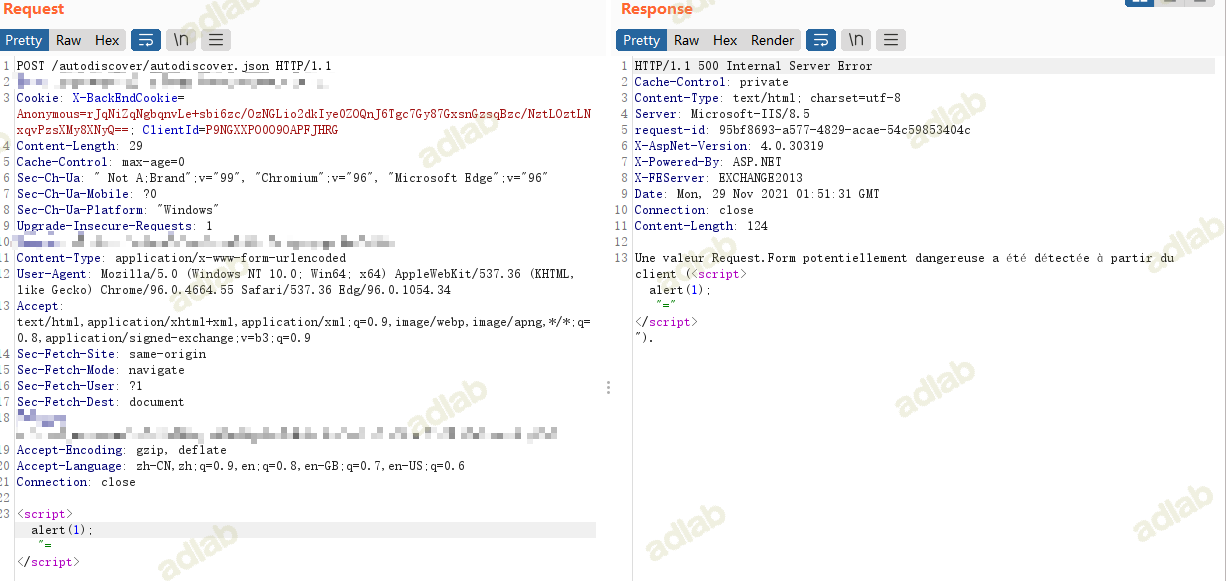 Request
Pretty Raw Hex \n
1 POST /autodiscover/autodiscover.json HTTP/1.1
2
3 Cookie: X-BackEndCookie=
Anonymous=rJqNiZqNgbqnvLe+sbi6zc/OzNGLio2dkIye0ZOQnJ6Tgc7Gy87GxsnGzsqBzc/NztLOztLN
xqvPzsXMy8XNyQ==; ClientId=P9NGXXPOOO9OAPFJHRG
4 Content-Length: 29
5 Cache-Control: max-age=0
6 Sec-Ch-Ua: " Not A;Brand";v="99", "Chromium";v="96", "Microsoft Edge";v="96"
7 Sec-Ch-Ua-Mobile: ?0
8 Sec-Ch-Ua-Platform: "Windows"
9 Upgrade-Insecure-Requests: 1
10
11 Content-Type: application/x-www-form-urlencoded
12 User-Agent: Mozilla/5.0 (Windows NT 10.0; Win64; x64) AppleWebKit/537.36 (KHTML,
like Gecko) Chrome/96.0.4664.55 Safari/537.36 Edg/96.0.1054.34
13 Accept:
text/html,application/xhtml+xml,application/xml;q=0.9,image/webp,image/apng,*/*;q=
0.8,application/signed-exchange;v=b3;q=0.9
14 Sec-Fetch-Site: same-origin
15 Sec-Fetch-Mode: navigate
16 Sec-Fetch-User: ?1
17 Sec-Fetch-Dest: document
18
19 Accept-Encoding: gzip, deflate
20 Accept-Language: zh-CN,zh;q=0.9,en;q=0.8,en-GB;q=0.7,en-US;q=0.6
21 Connection: close
22
23 <script>
alert(1);
"=
</script>
Response
Pretty Raw Hex Render \n
1 HTTP/1.1 500 Internal Server Error
2 Cache-Control: private
3 Content-Type: text/html; charset=utf-8
4 Server: Microsoft-IIS/8.5
5 request-id: 95bf8693-a577-4829-acae-54c59853404c
6 X-AspNet-Version: 4.0.30319
7 X-Powered-By: ASP.NET
8 X-FEServer: EXCHANGE2013
9 Date: Mon, 29 Nov 2021 01:51:31 GMT
10 Connection: close
11 Content-Length: 124
12
13 Une valeur Request.Form potentiellement dangereuse a été détectée à partir du
client (<script>
alert(1);
"="
</script>
").
adlab
adlab
adlab
adlab
adlab
adlab
adlab
adlab
adlab
adlab
adlab
adlab